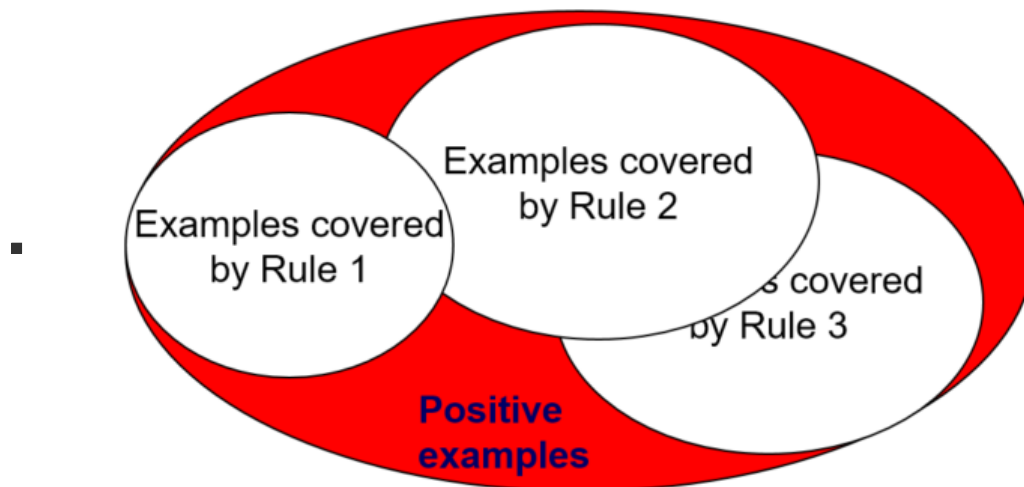 Examples covered
by Rule 2
Examples covered
by Rule 1
covered
by Rule 3
Positive
examples